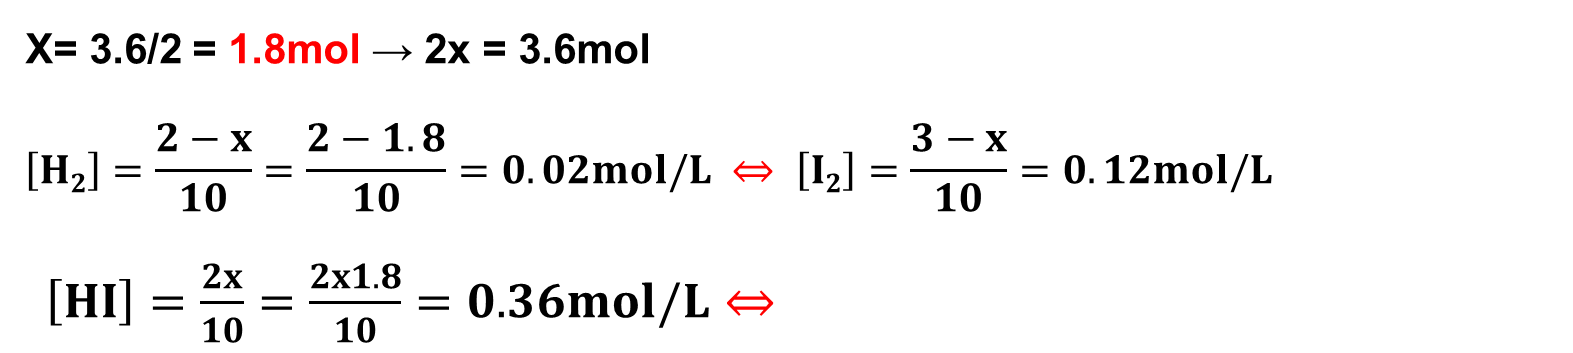 X= 3.6/2 = 1.8mol → 2x = 3.6mol
[H₂] = (2 − x)/10 = (2 − 1.8)/10 = 0.02mol/L ⇔ [I₂] = (3 − x)/10 = 0.12mol/L
[HI] = 2x/10 = 2x1.8/10 = 0.36mol/L ⇔